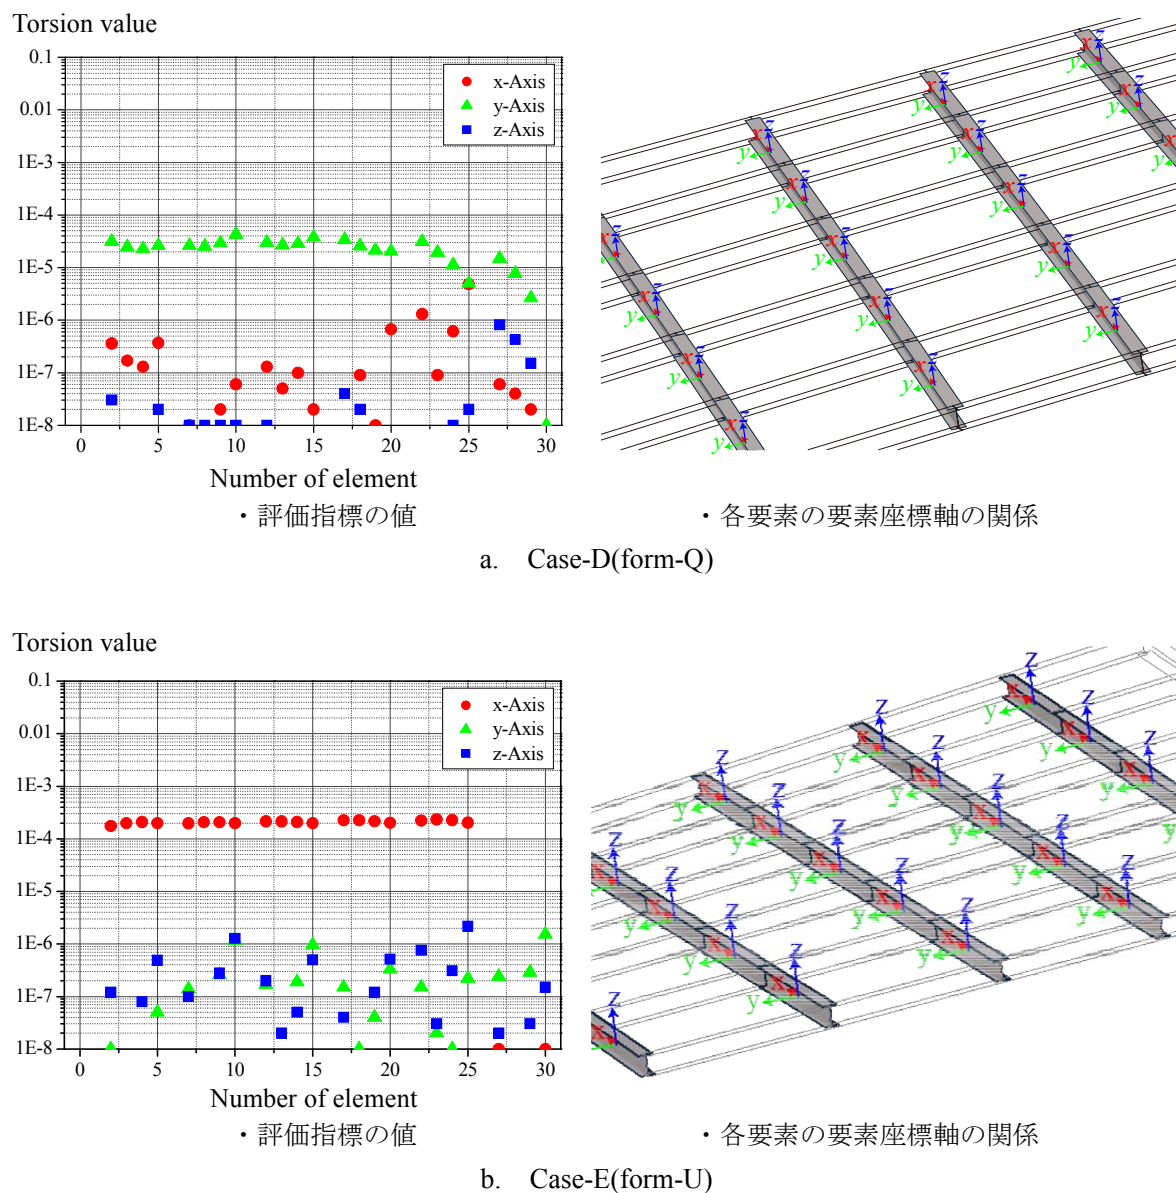 Torsion value
0.1
0.01
1E-3
1E-4
1E-5
1E-6
1E-7
1E-8
x-Axis
y-Axis
z-Axis
0 5 10 15 20 25 30
Number of element
・評価指標の値
・各要素の要素座標軸の関係
a. Case-D(form-Q)
Torsion value
0.1
0.01
1E-3
1E-4
1E-5
1E-6
1E-7
1E-8
x-Axis
y-Axis
z-Axis
0 5 10 15 20 25 30
Number of element
・評価指標の値
・各要素の要素座標軸の関係
b. Case-E(form-U)